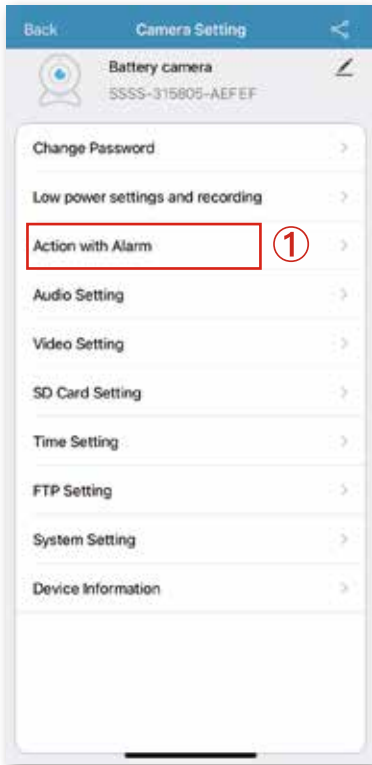 Back Camera Setting
Battery camera
SSSS-315805-AEFEF
Change Password
Low power settings and recording
Action with Alarm ①
Audio Setting
Video Setting
SD Card Setting
Time Setting
FTP Setting
System Setting
Device Information